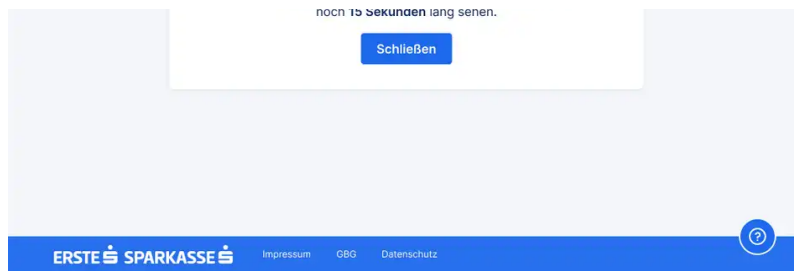 noch 15 Sekunden lang sehen.
Schließen
ERSTE SPARKASSE Impressum GBG Datenschutz